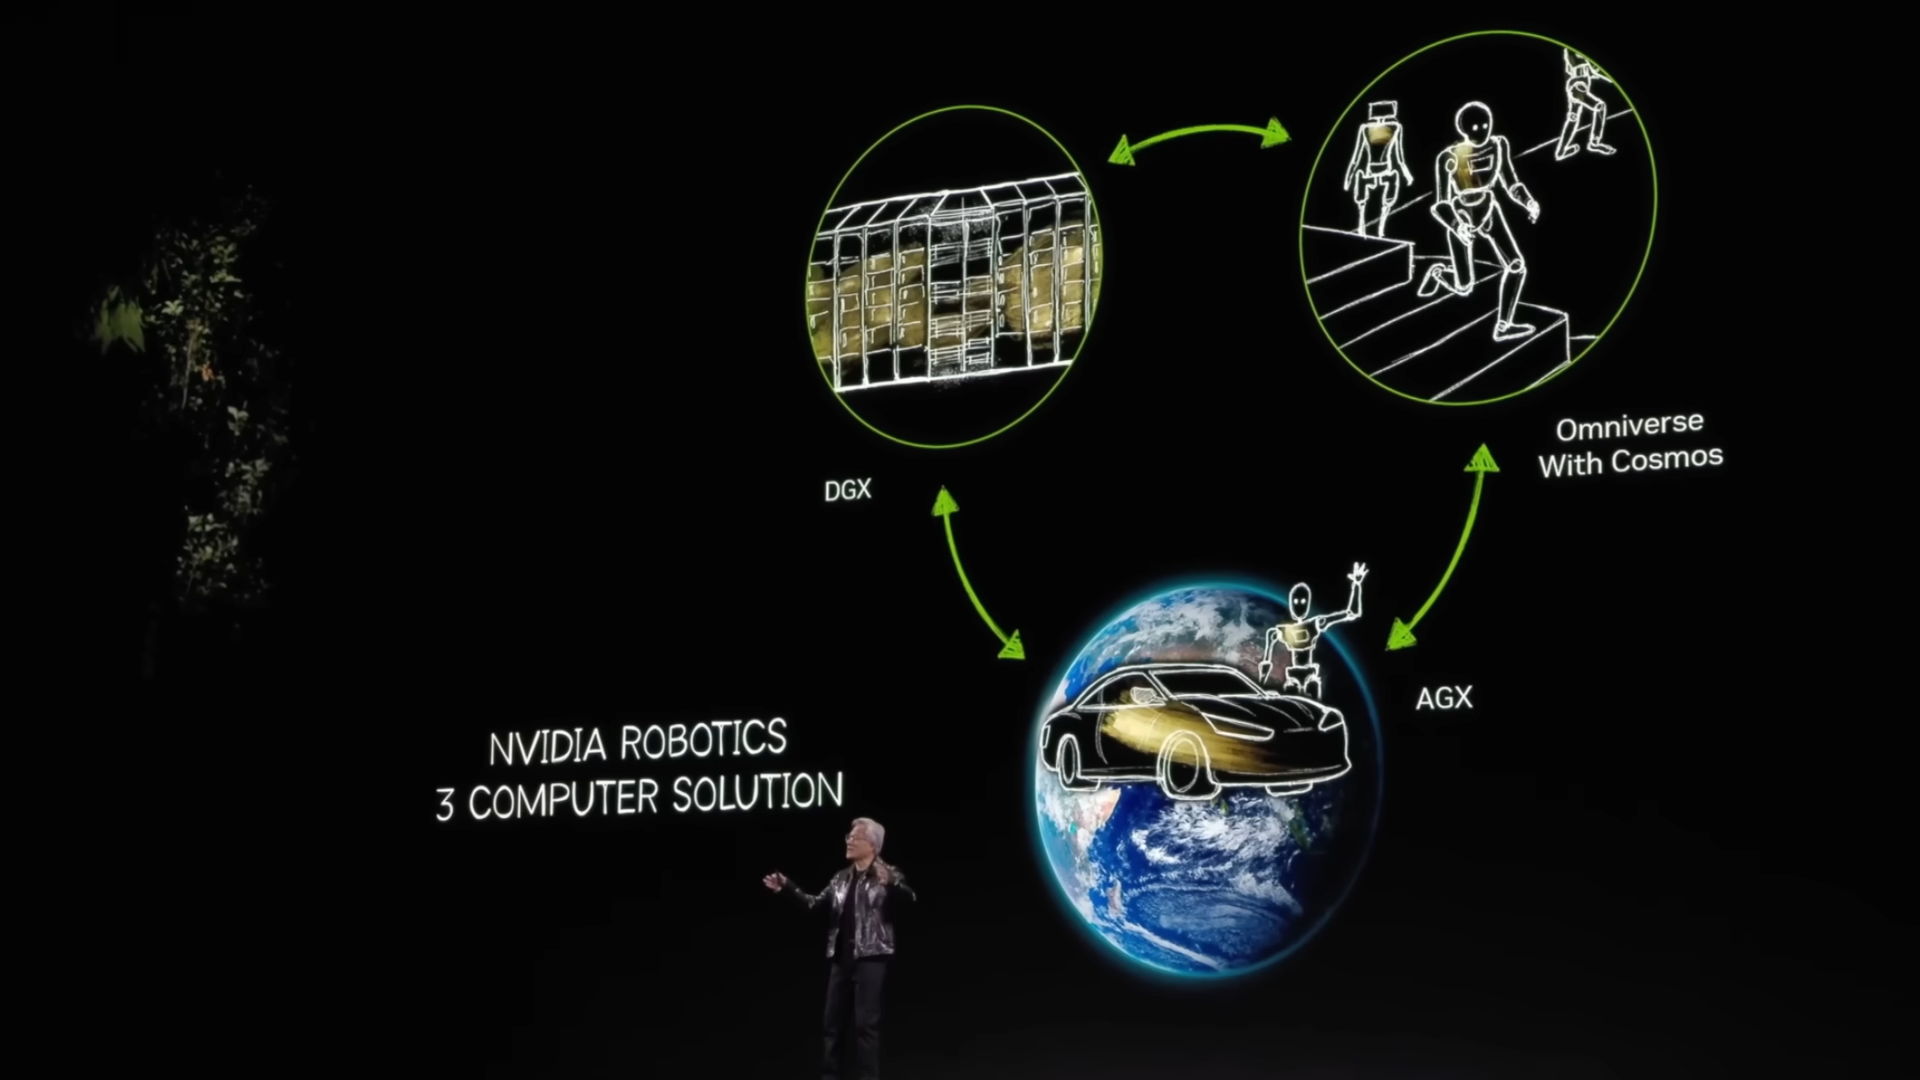 DGX
Omniverse
With Cosmos
AGX
NVIDIA ROBOTICS
3 COMPUTER SOLUTION